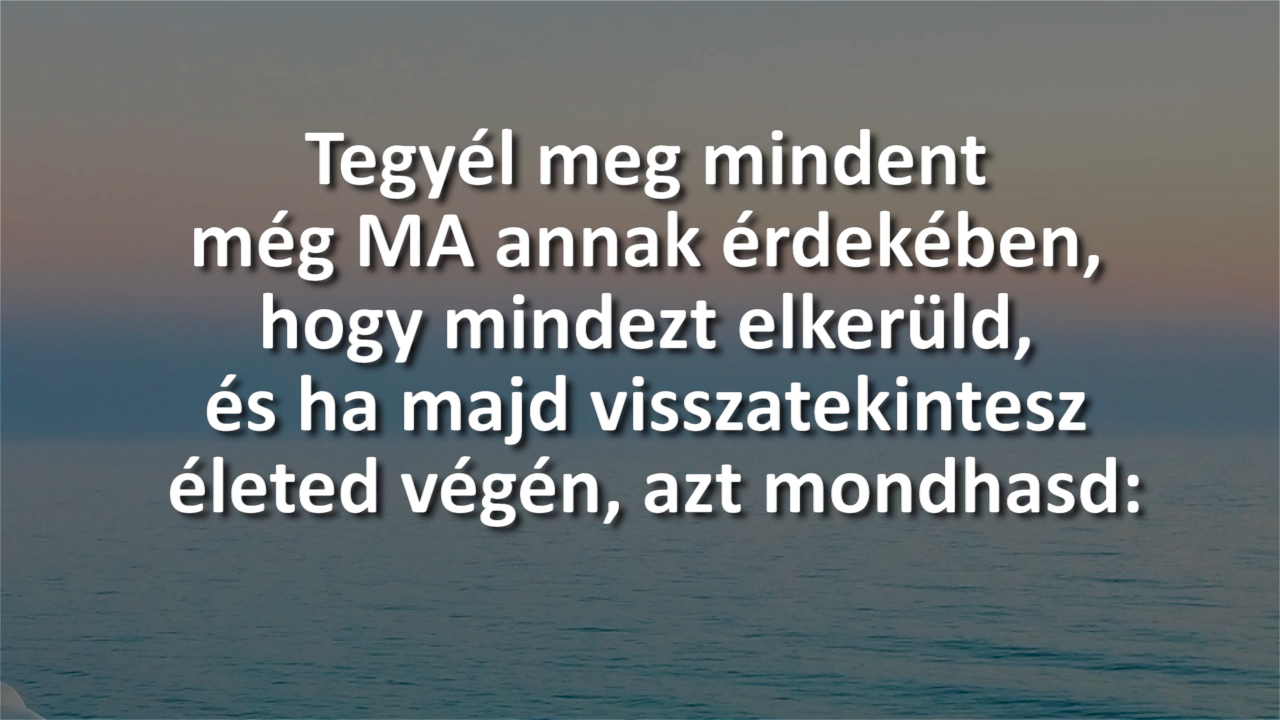 Tegyél meg mindent
még MA annak érdekében,
hogy mindezt elkerüld,
és ha majd visszatekintesz
életed végén, azt mondhasd: